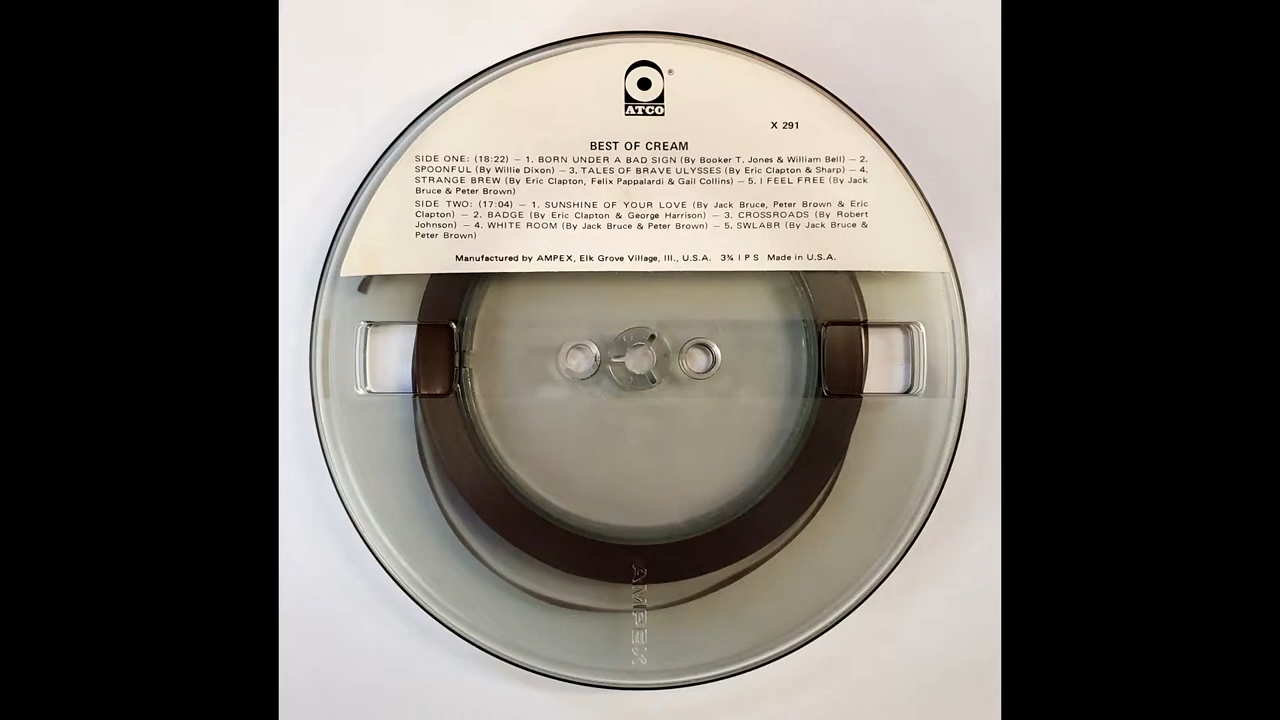 ®
ATCO
X 291
BEST OF CREAM
SIDE ONE: (18:22) — 1. BORN UNDER A BAD SIGN (By Booker T. Jones & William Bell) — 2.
SPOONFUL (By Willie Dixon) — 3. TALES OF BRAVE ULYSSES (By Eric Clapton & Sharp) — 4.
STRANGE BREW (By Eric Clapton, Felix Pappalardi & Gail Collins) — 5. I FEEL FREE (By Jack
Bruce & Peter Brown)
SIDE TWO: (17:04) — 1. SUNSHINE OF YOUR LOVE (By Jack Bruce, Peter Brown & Eric
Clapton) — 2. BADGE (By Eric Clapton & George Harrison) — 3. CROSSROADS (By Robert
Johnson) — 4. WHITE ROOM (By Jack Bruce & Peter Brown) — 5. SWLABR (By Jack Bruce &
Peter Brown)
Manufactured by AMPEX, Elk Grove Village, Ill., U.S.A. 3¾ I P S Made in U.S.A.
AMPEX